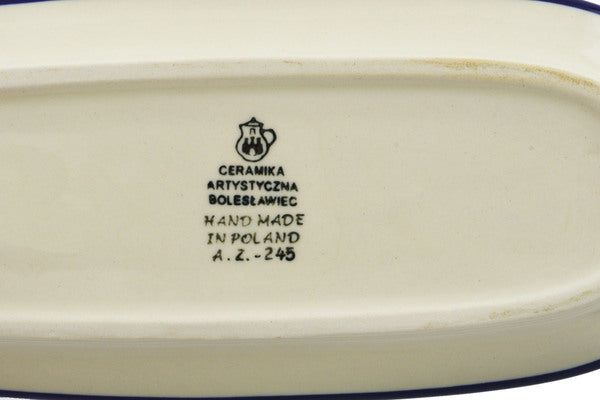 CERAMIKA
ARTYSTYCZNA
BOLESŁAWIEC
HAND MADE
IN POLAND
A.Z.-245